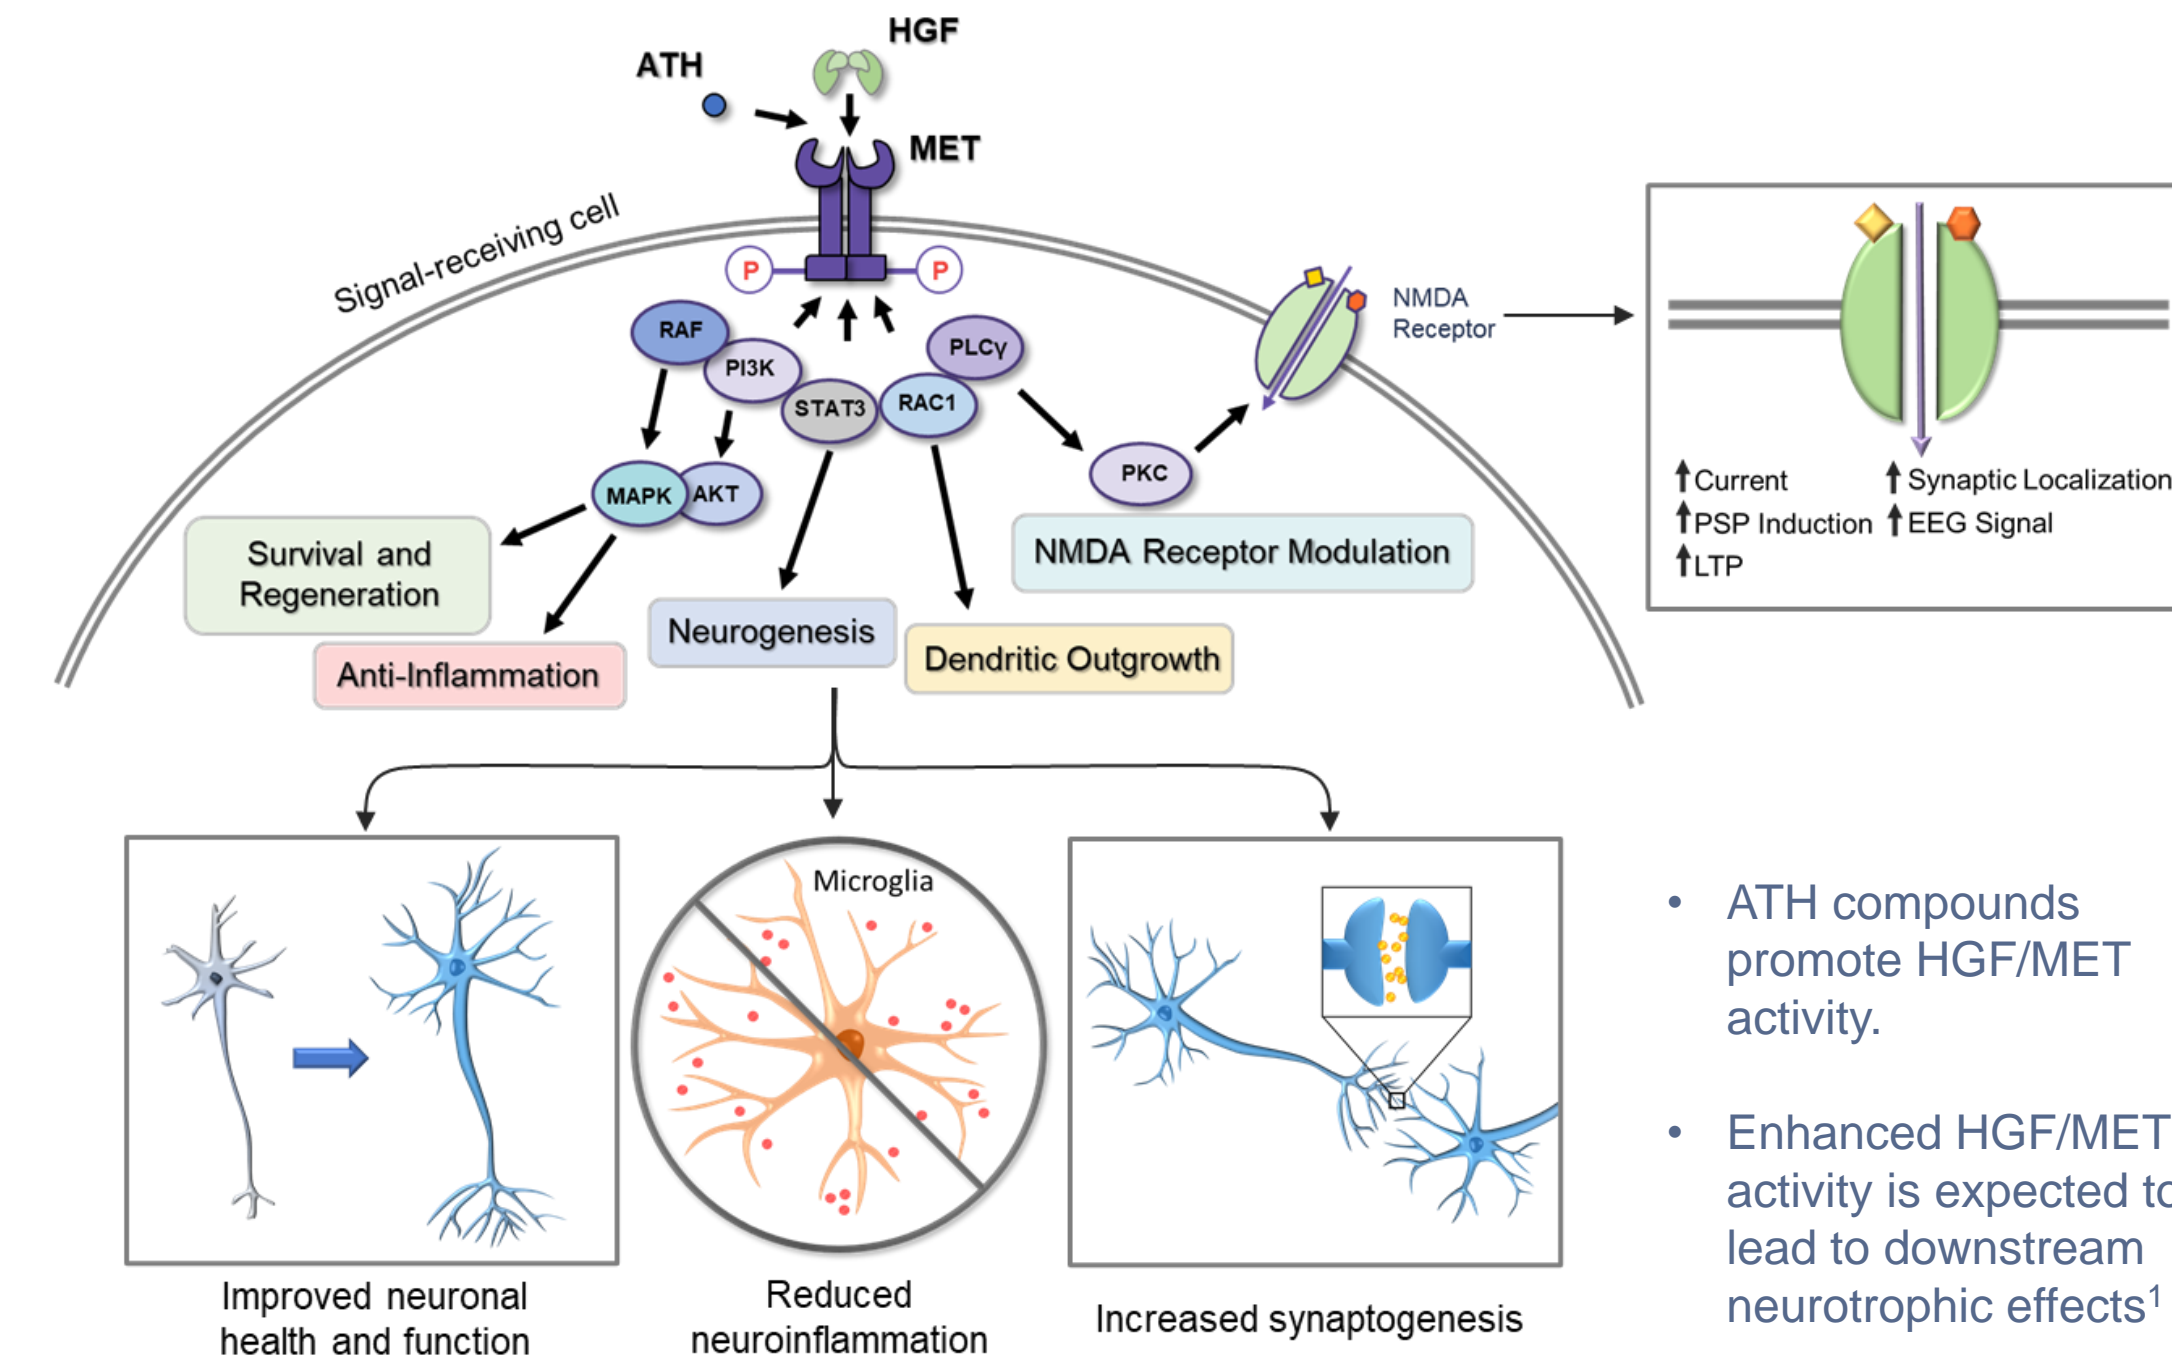 HGF
ATH
MET
Signal-receiving cell
P
P
RAF
PI3K
STAT3
RAC1
PLCγ
MAPK
AKT
PKC
NMDA
Receptor
Survival and
Regeneration
Anti-Inflammation
Neurogenesis
Dendritic Outgrowth
NMDA Receptor Modulation
↑Current
↑PSP Induction
↑LTP
↑Synaptic Localization
↑EEG Signal
Microglia
Improved neuronal
health and function
Reduced
neuroinflammation
Increased synaptogenesis
• ATH compounds
promote HGF/MET
activity.
• Enhanced HGF/MET
activity is expected to
lead to downstream
neurotrophic effects¹